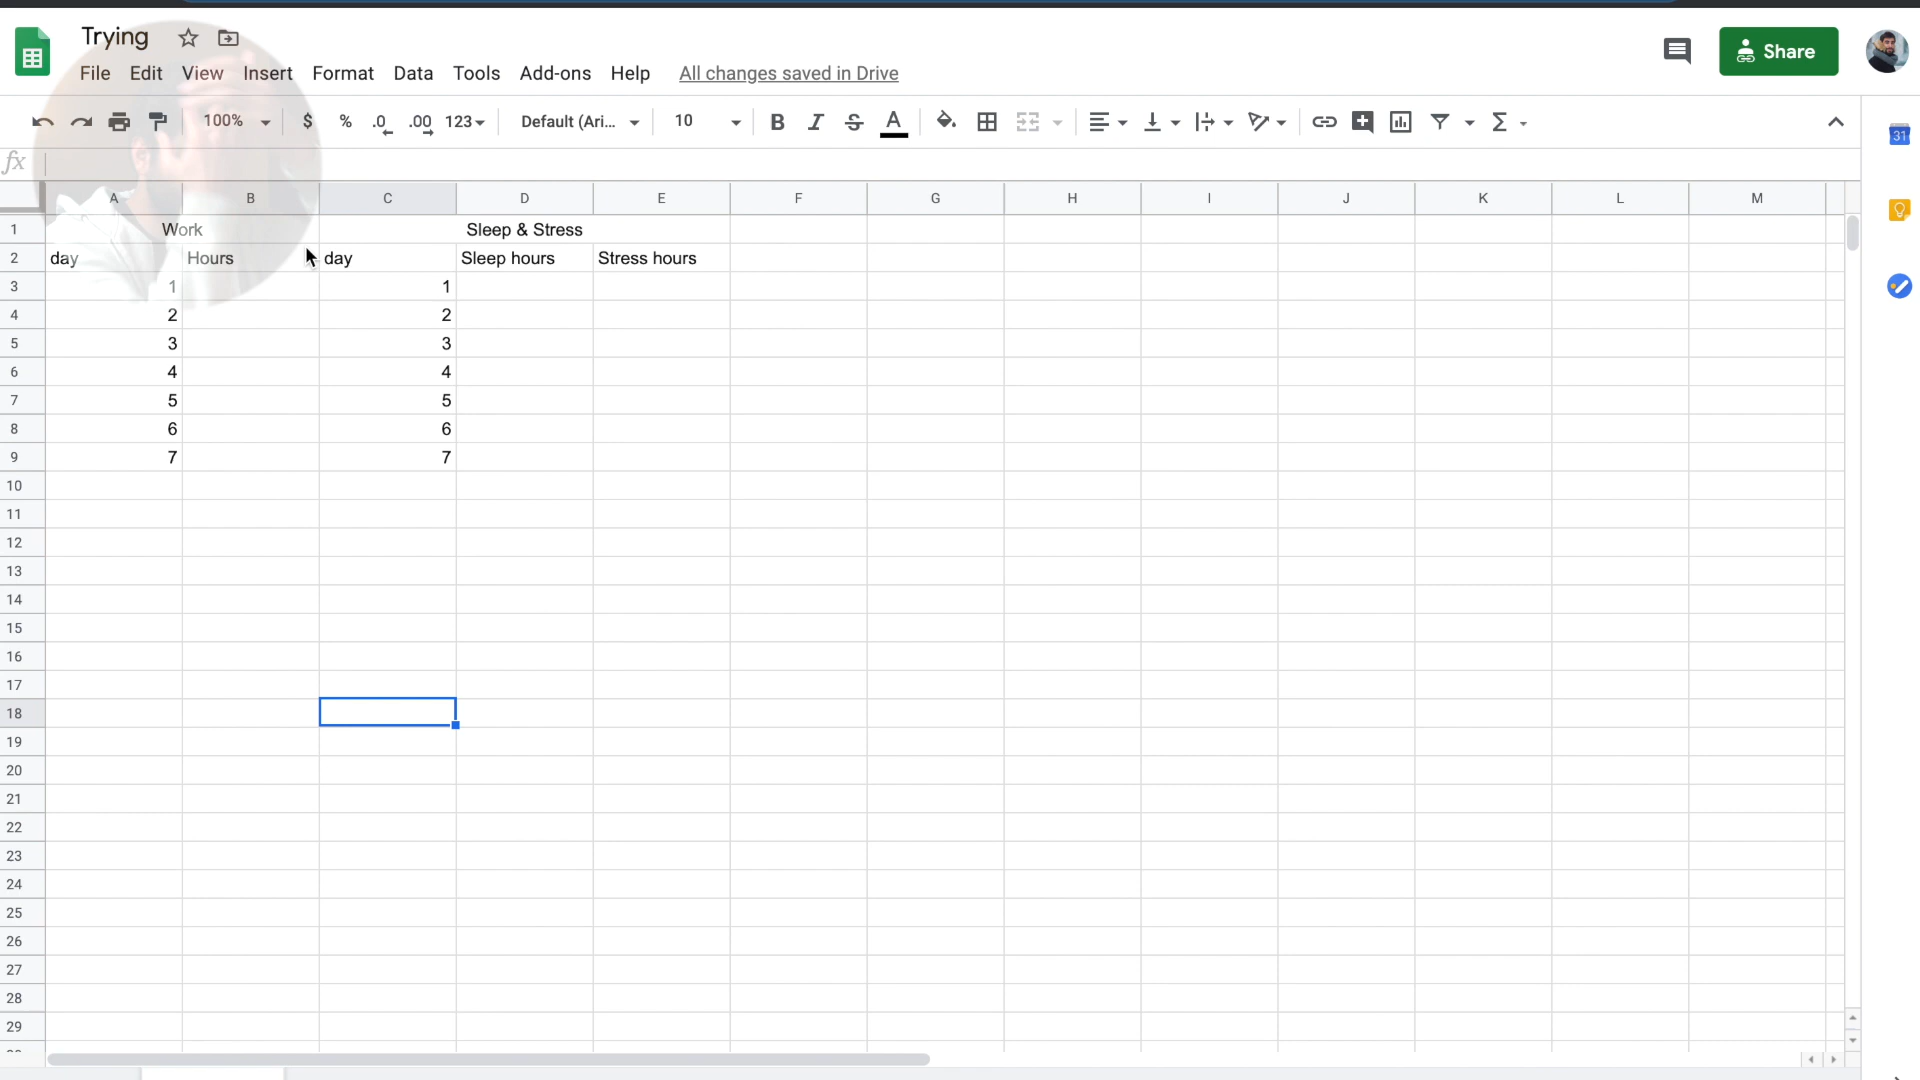 Trying
File Edit View Insert Format Data Tools Add-ons Help All changes saved in Drive
Share
100% $ % .0 .00 123 Default (Ari... 10 B I S A
31
fx
A B C D E F G H I J K L M
1 Work Sleep & Stress
2 day Hours day Sleep hours Stress hours
3 1 1
4 2 2
5 3 3
6 4 4
7 5 5
8 6 6
9 7 7
10
11
12
13
14
15
16
17
18
19
20
21
22
23
24
25
26
27
28
29